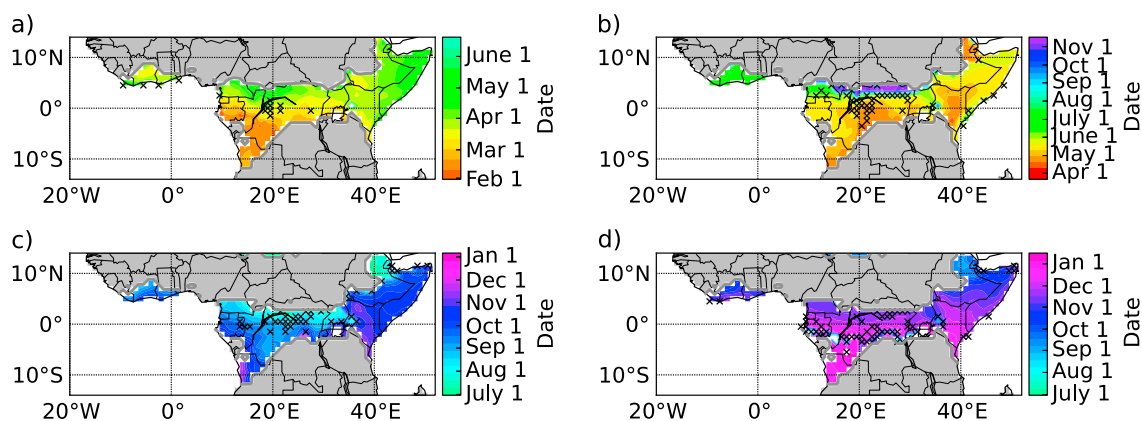 a)
10°N
0°
10°S
20°W
0°
20°E
40°E
June 1
May 1
Apr 1
Mar 1
Feb 1
Date
b)
10°N
0°
10°S
20°W
0°
20°E
40°E
Nov 1
Oct 1
Sep 1
Aug 1
July 1
June 1
May 1
Apr 1
Date
c)
10°N
0°
10°S
20°W
0°
20°E
40°E
Jan 1
Dec 1
Nov 1
Oct 1
Sep 1
Aug 1
July 1
Date
d)
10°N
0°
10°S
20°W
0°
20°E
40°E
Jan 1
Dec 1
Nov 1
Oct 1
Sep 1
Aug 1
July 1
Date